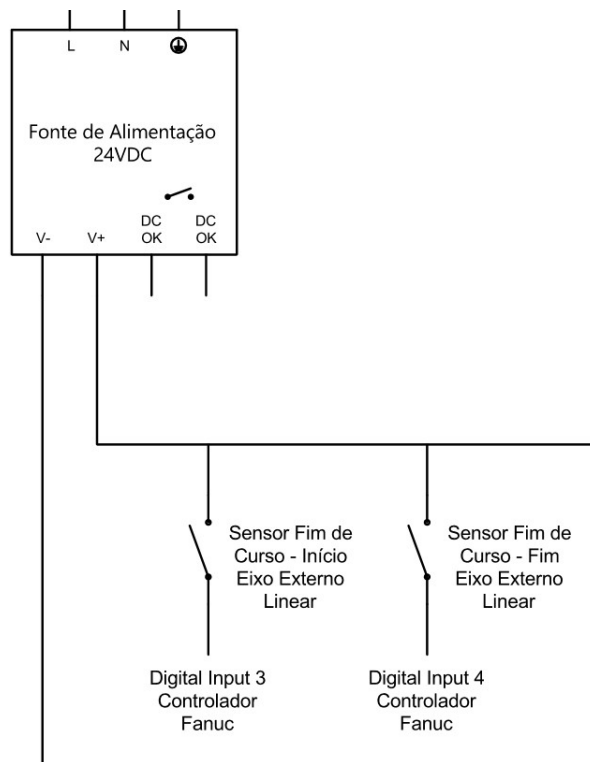 L N
Fonte de Alimentação
24VDC
DC DC
V- V+ OK OK
Sensor Fim de
Curso - Início
Eixo Externo
Linear
Sensor Fim de
Curso - Fim
Eixo Externo
Linear
Digital Input 3
Controlador
Fanuc
Digital Input 4
Controlador
Fanuc